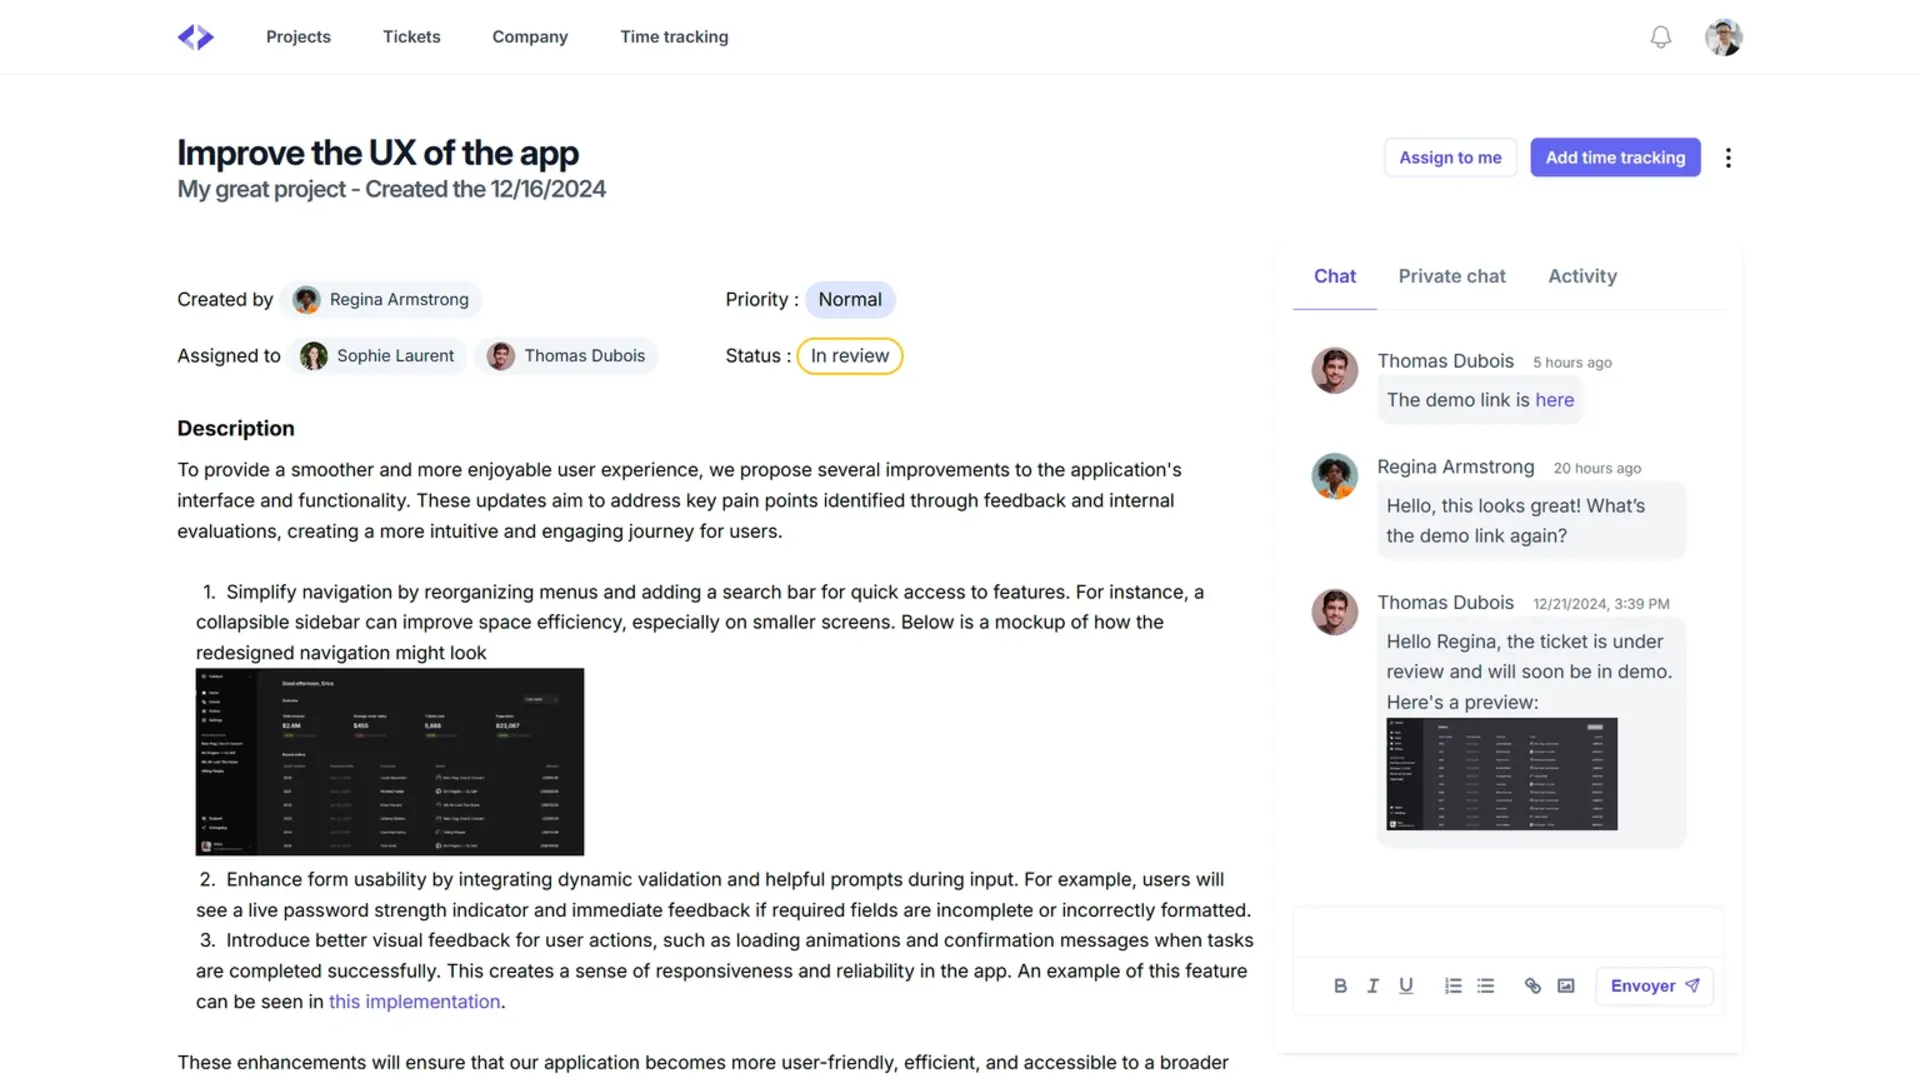 Projects
Tickets
Company
Time tracking
Improve the UX of the app
My great project - Created the 12/16/2024
Assign to me
Add time tracking
Created by
Regina Armstrong
Priority :
Normal
Assigned to
Sophie Laurent
Thomas Dubois
Status :
In review
Description
To provide a smoother and more enjoyable user experience, we propose several improvements to the application's
interface and functionality. These updates aim to address key pain points identified through feedback and internal
evaluations, creating a more intuitive and engaging journey for users.
1. Simplify navigation by reorganizing menus and adding a search bar for quick access to features. For instance, a
collapsible sidebar can improve space efficiency, especially on smaller screens. Below is a mockup of how the
redesigned navigation might look
Good afternoon, Erica
Overview
$2.6M
$455
5,888
823,067
Recent orders
2. Enhance form usability by integrating dynamic validation and helpful prompts during input. For example, users will
see a live password strength indicator and immediate feedback if required fields are incomplete or incorrectly formatted.
3. Introduce better visual feedback for user actions, such as loading animations and confirmation messages when tasks
are completed successfully. This creates a sense of responsiveness and reliability in the app. An example of this feature
can be seen in this implementation.
These enhancements will ensure that our application becomes more user-friendly, efficient, and accessible to a broader
Chat
Private chat
Activity
Thomas Dubois 5 hours ago
The demo link is here
Regina Armstrong 20 hours ago
Hello, this looks great! What’s
the demo link again?
Thomas Dubois 12/21/2024, 3:39 PM
Hello Regina, the ticket is under
review and will soon be in demo.
Here's a preview:
B I U
Envoyer